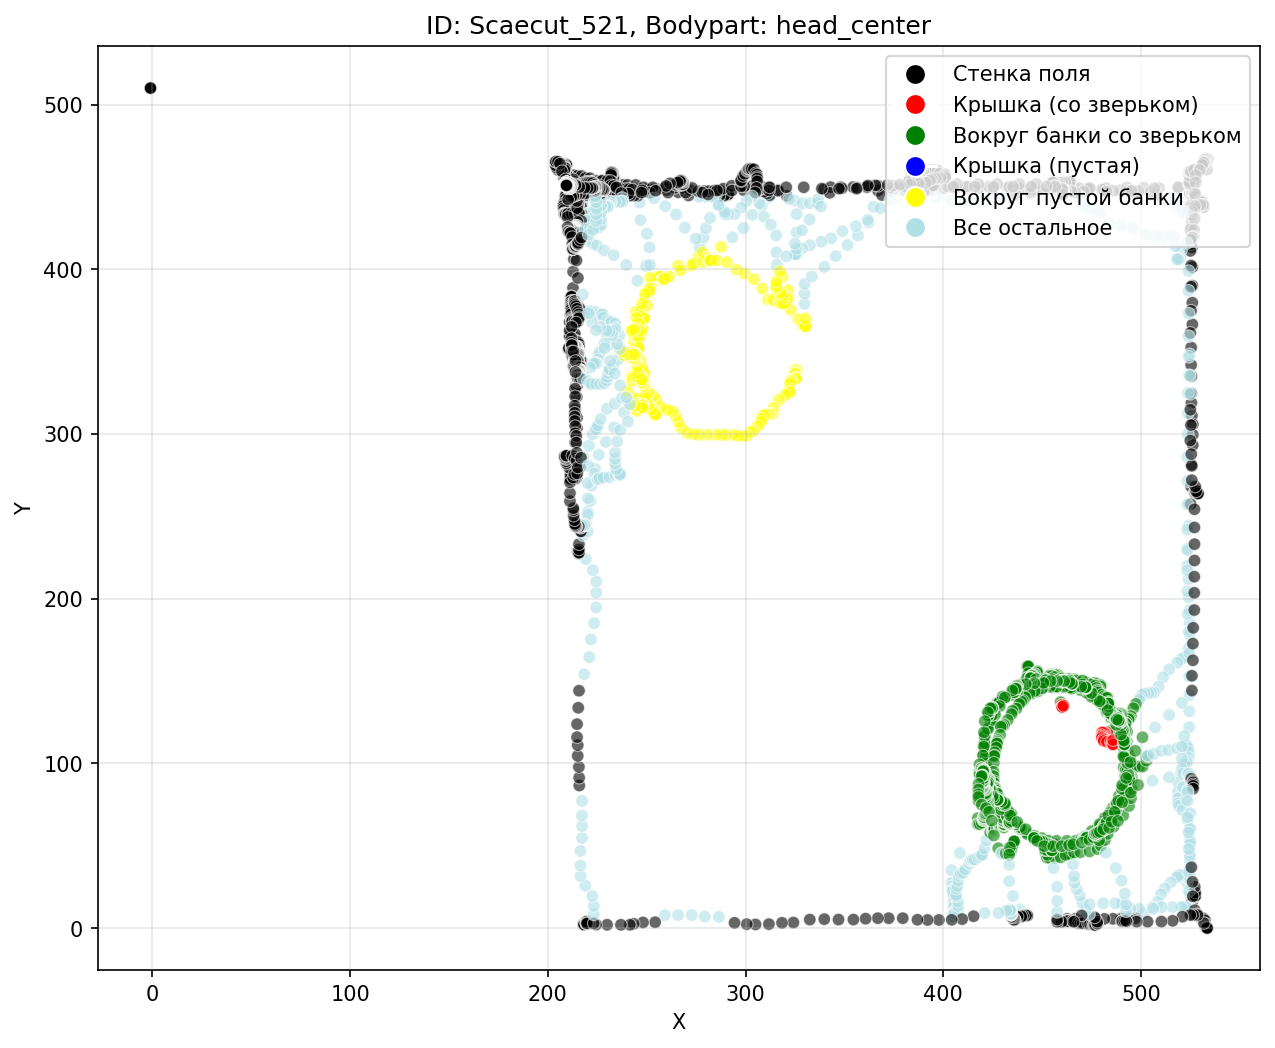 ID: Scaecut_521, Bodypart: head_center
Стенка поля
Крышка (со зверьком)
Вокруг банки со зверьком
Крышка (пустая)
Вокруг пустой банки
Все остальное
500
400
300
200
100
0
Y
0
100
200
300
400
500
X